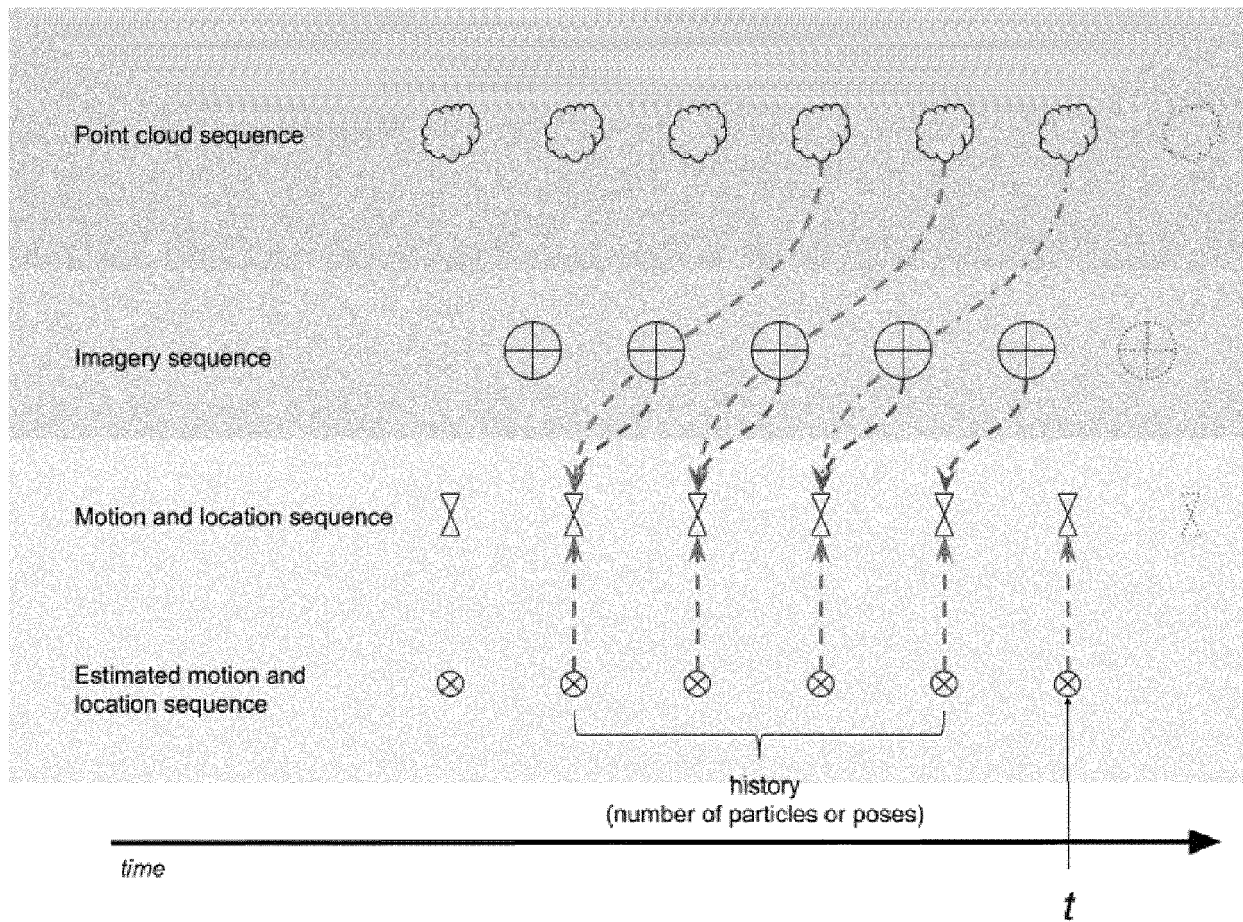 Point cloud sequence
Imagery sequence
Motion and location sequence
Estimated motion and
location sequence
history
(number of particles or poses)
time
t